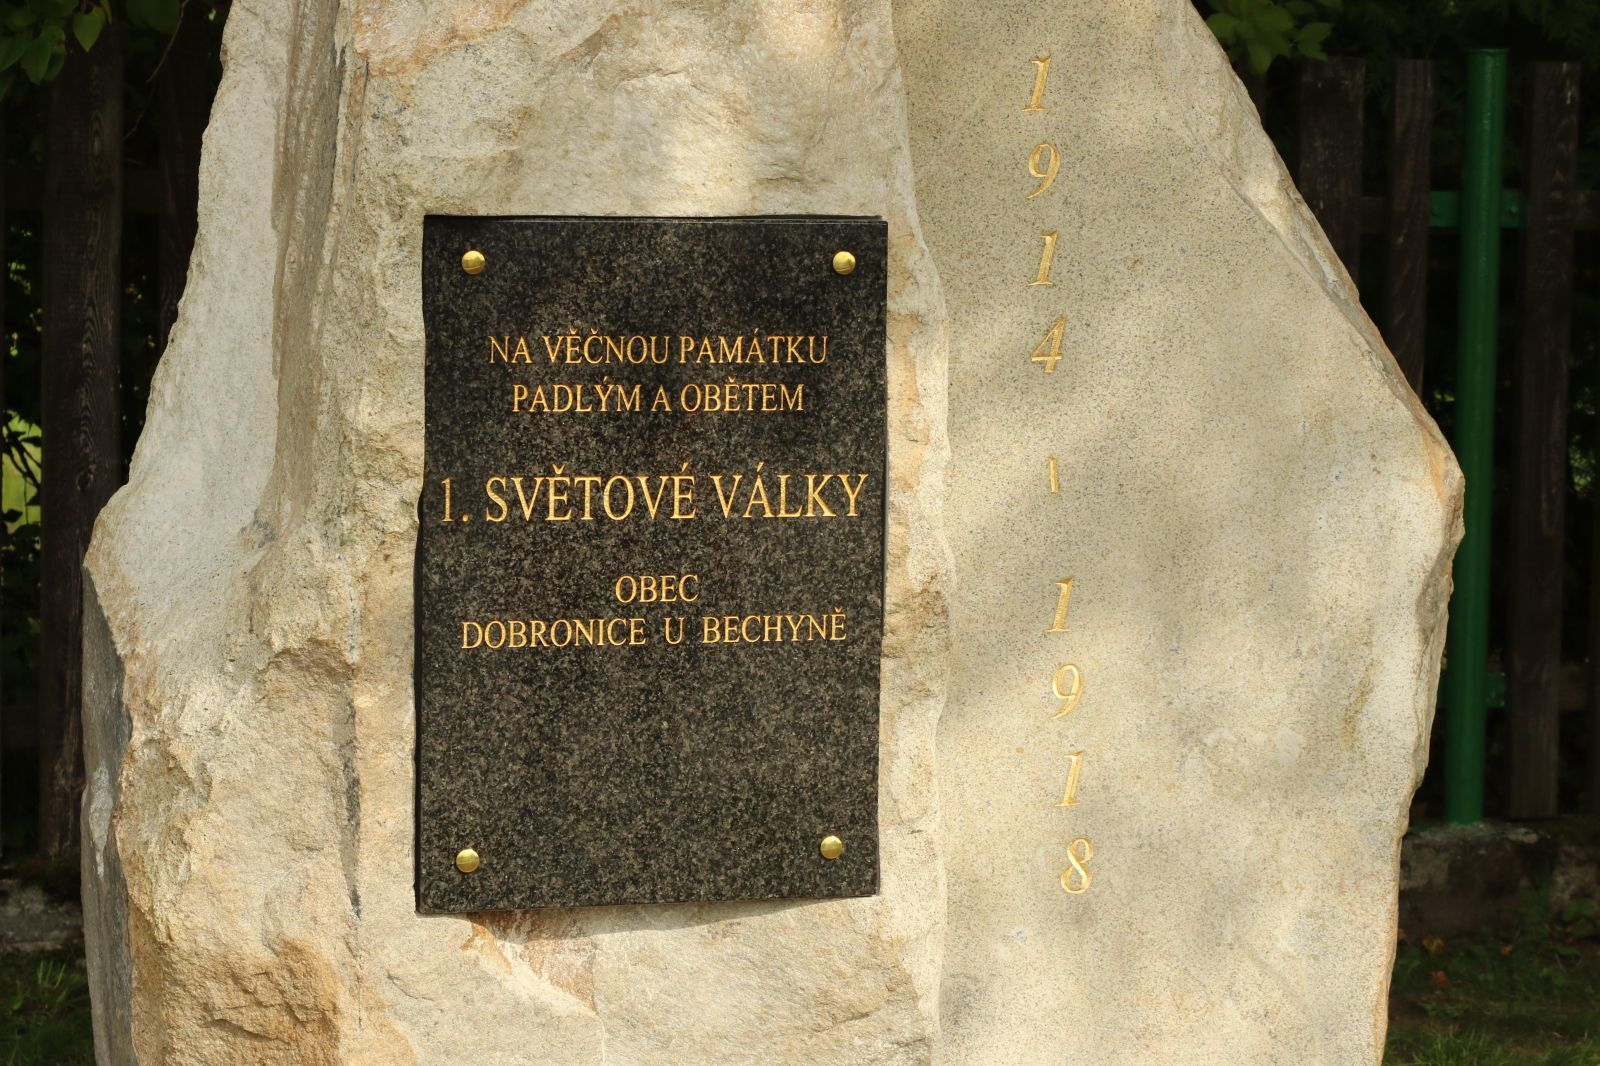 NA VĚČNOU PAMÁTKU
PADLÝM A OBĚTEM
1. SVĚTOVÉ VÁLKY
OBEC
DOBRONICE U BECHYNĚ
1914 - 1918